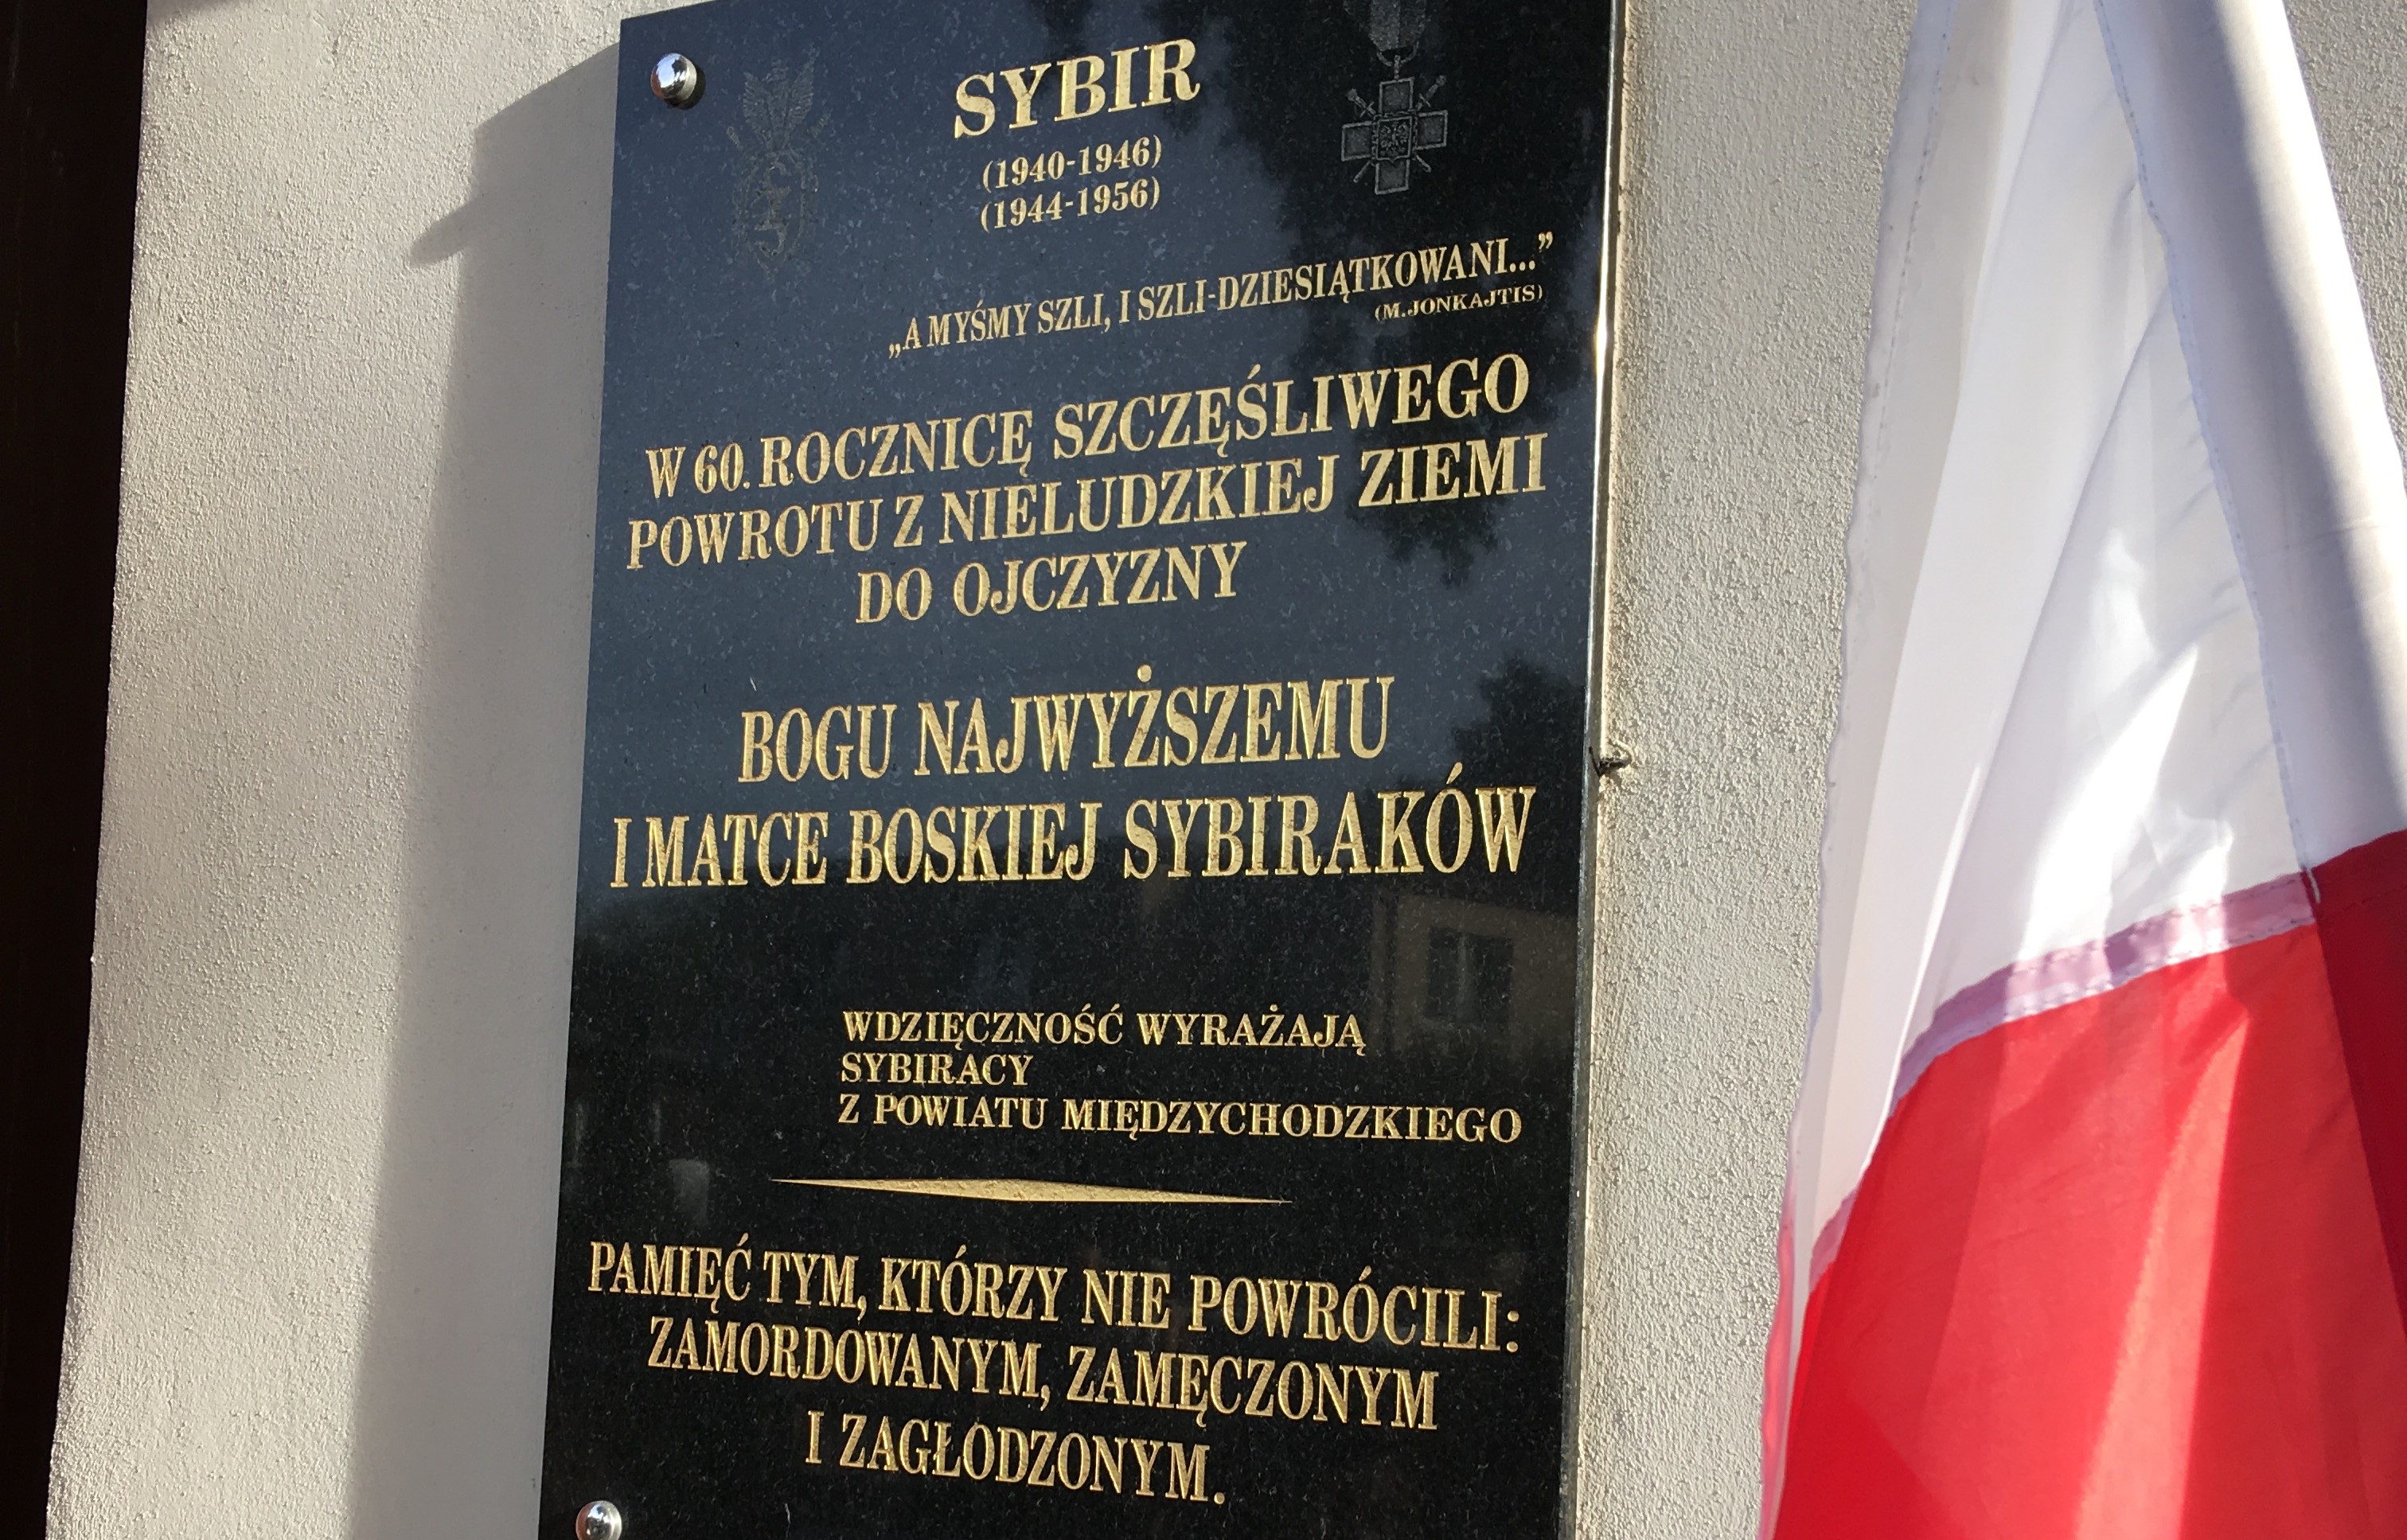 SYBIR
(1940-1946)
(1944-1956)
„A MYŚMY SZLI, I SZLI-DZIESIĄTKOWANI...”
(M.JONKAJTIS)
W 60. ROCZNICĘ SZCZĘŚLIWEGO
POWROTU Z NIELUDZKIEJ ZIEMI
DO OJCZYZNY
BOGU NAJWYŻSZEMU
I MATCE BOSKIEJ SYBIRAKÓW
WDZIĘCZNOŚĆ WYRAŻAJĄ
SYBIRACY
Z POWIATU MIĘDZYCHODZKIEGO
PAMIĘĆ TYM, KTÓRZY NIE POWRÓCILI:
ZAMORDOWANYM, ZAMĘCZONYM
I ZAGŁODZONYM.